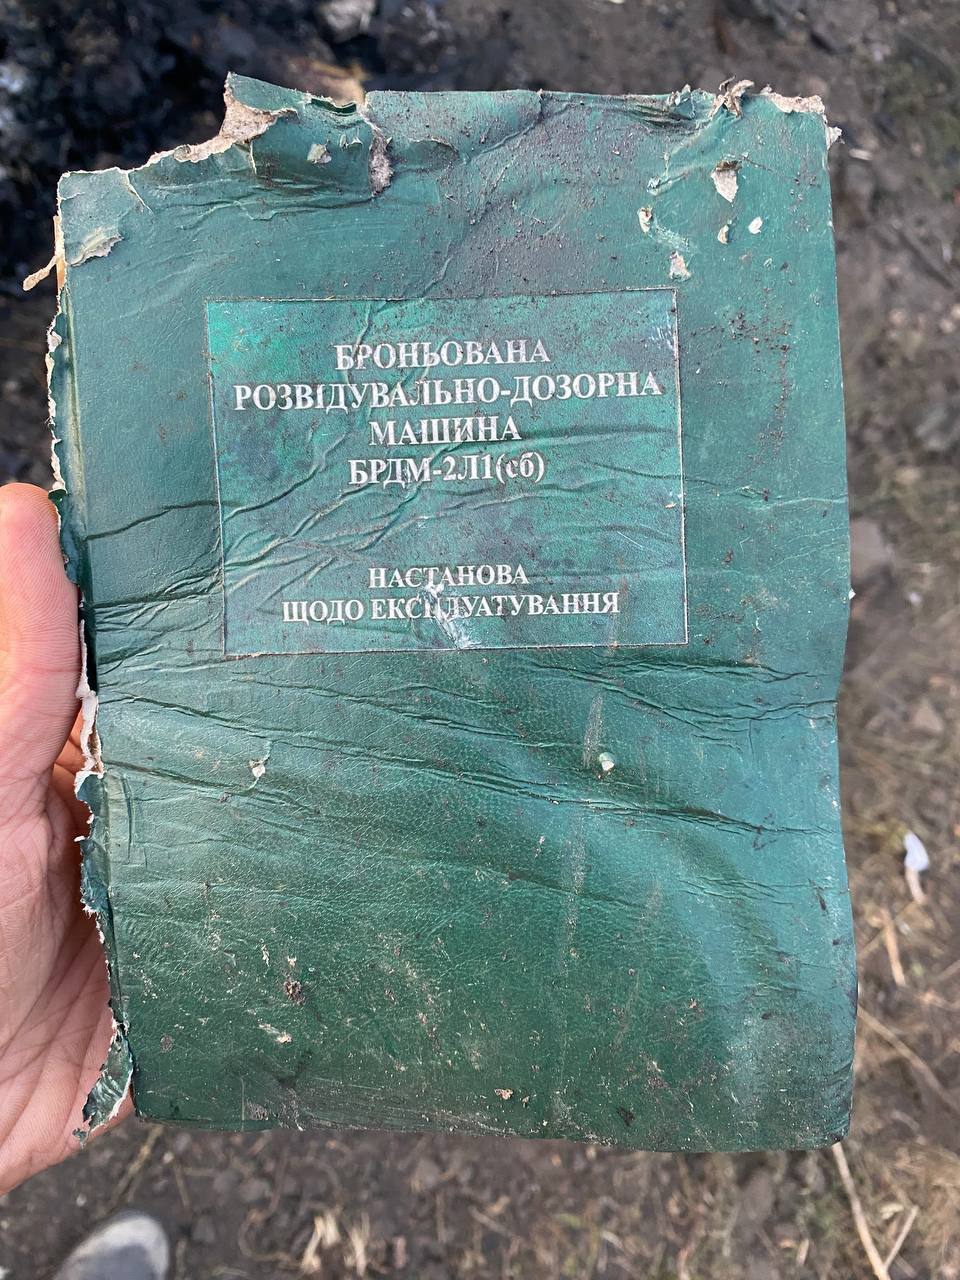 БРОНЬОВАНА
РОЗВІДУВАЛЬНО-ДОЗОРНА
МАШИНА
БРДМ-2Л1(сб)
НАСТАНОВА
ЩОДО ЕКСПЛУАТУВАННЯ